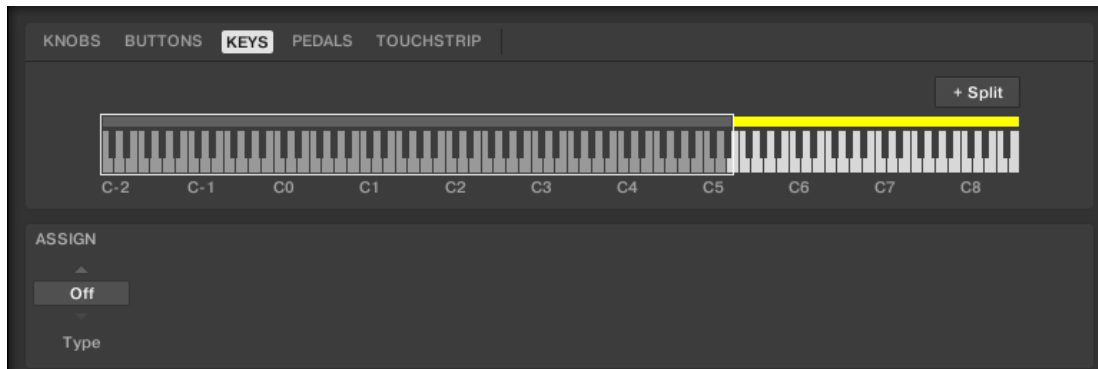 KNOBS BUTTONS KEYS PEDALS TOUCHSTRIP
+ Split
C-2 C-1 C0 C1 C2 C3 C4 C5 C6 C7 C8
ASSIGN
Off
Type